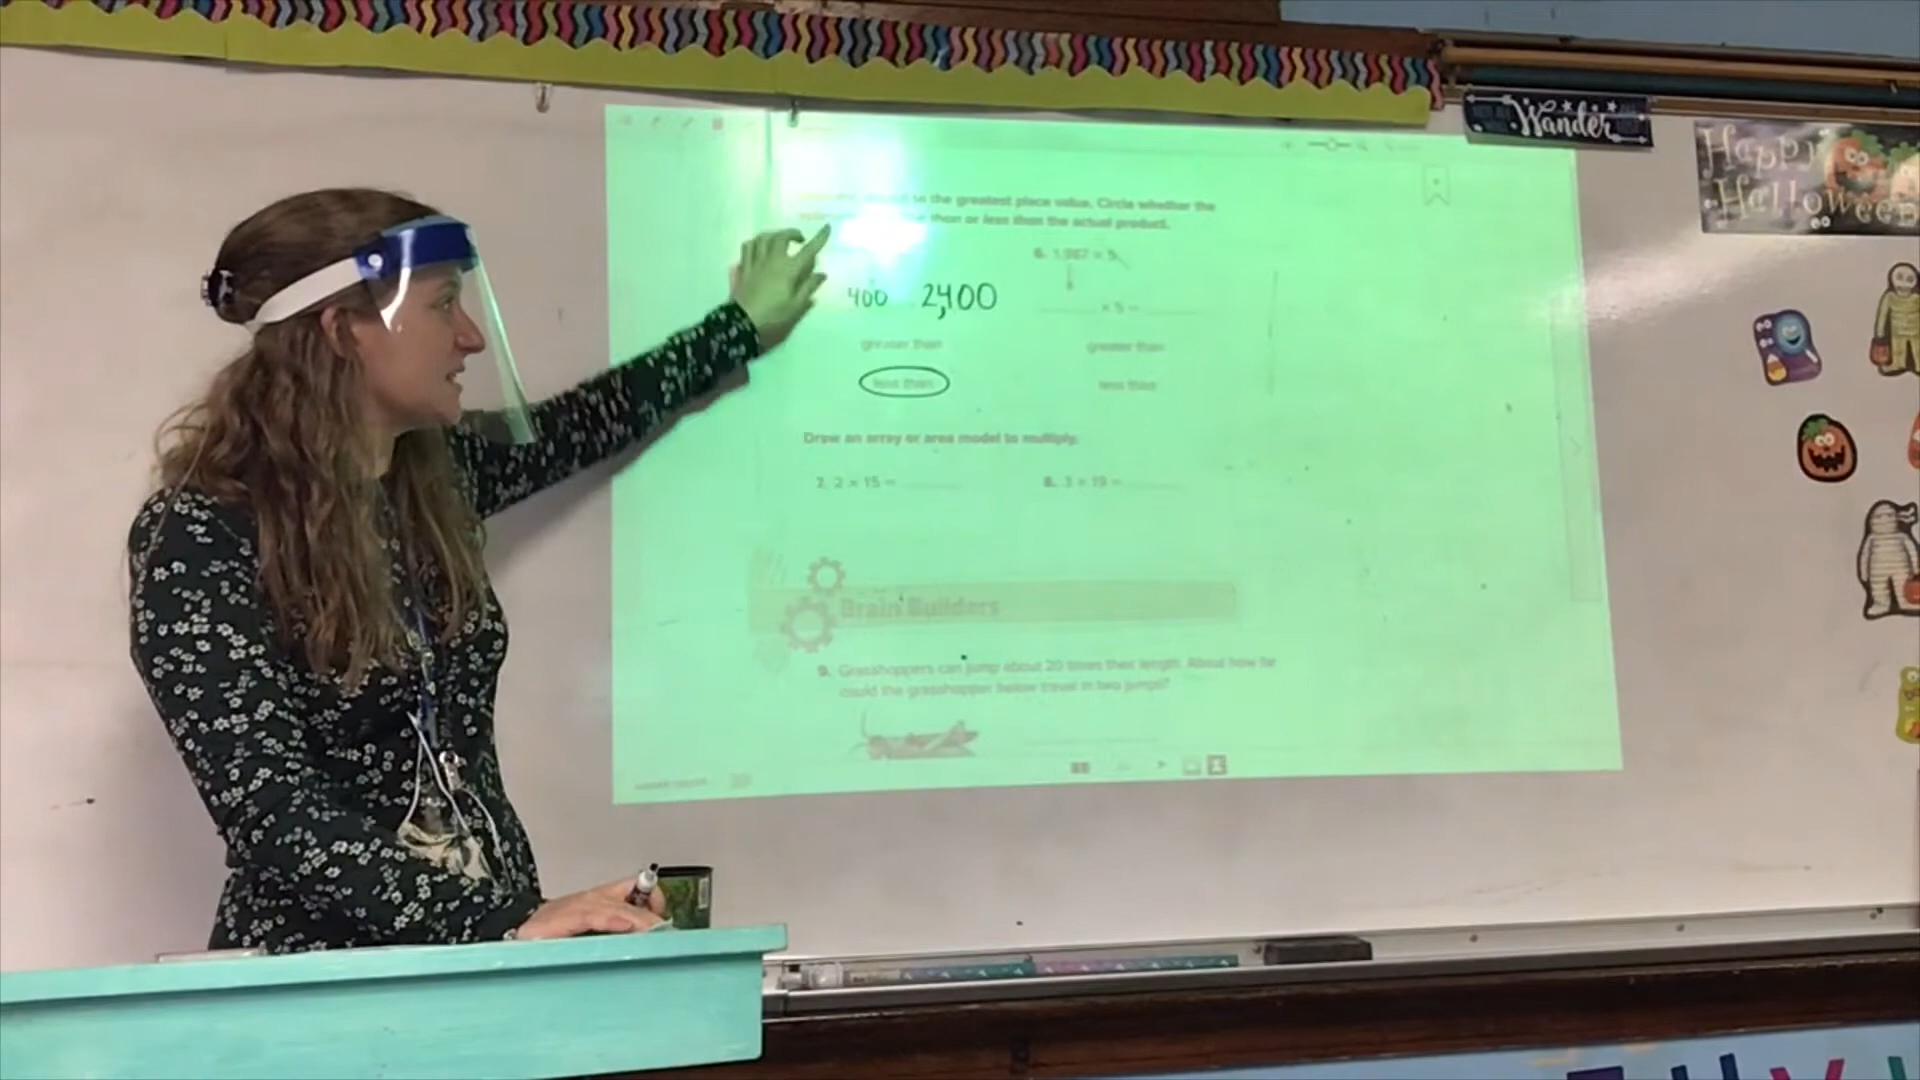 Wander
Happy
Halloween
to the greatest place value. Circle whether the
than or less than the actual product.
6. 1,987 × 5
400 2,400
× 5 =
greater than greater than
less than less than
Draw an array or area model to multiply.
7. 2 × 15 = 8. 3 × 19 =
Brain Builders
9. Grasshoppers can jump about 20 times their length. About how far
could the grasshopper below travel in two jumps?